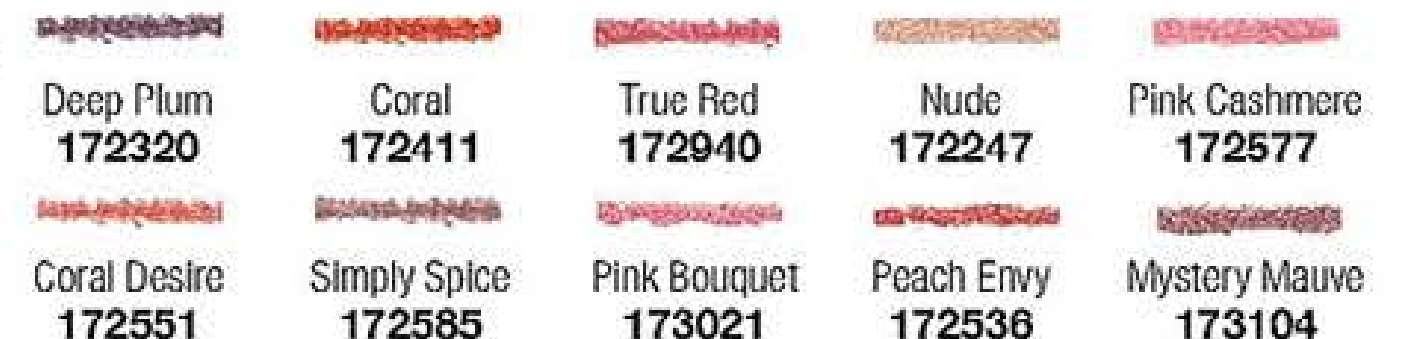 Deep Plum Coral True Red Nude Pink Cashmere
172320 172411 172940 172247 172577
Coral Desire Simply Spice Pink Bouquet Peach Envy Mystery Mauve
172551 172585 173021 172536 173104